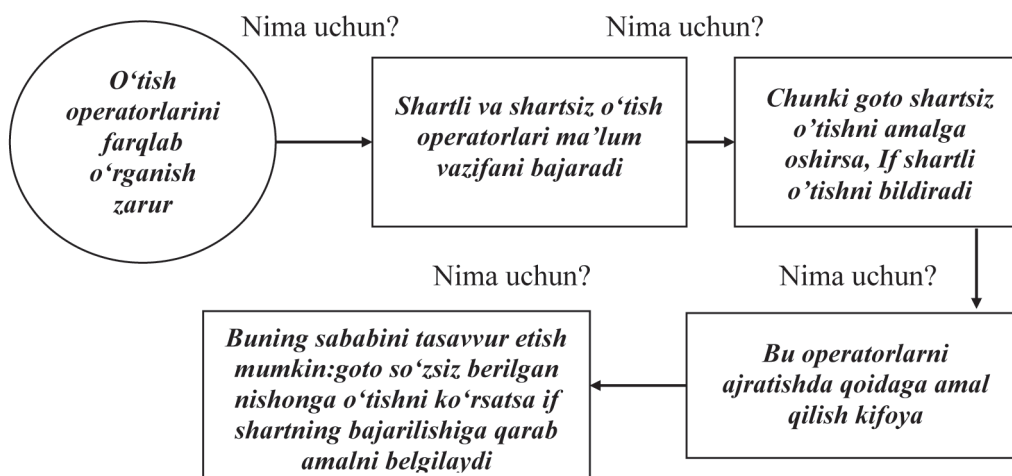 Nima uchun?
Nima uchun?
O‘tish
operatorlarini
farqlab
o‘rganish
zarur
Shartli va shartsiz o‘tish
operatorlari ma’lum
vazifani bajaradi
Chunki goto shartsiz
o’tishni amalga
oshirsa, If shartli
o’tishni bildiradi
Nima uchun?
Nima uchun?
Bu operatorlarni
ajratishda qoidaga amal
qilish kifoya
Buning sababini tasavvur etish
mumkin:goto so‘zsiz berilgan
nishonga o‘tishni ko‘rsatsa if
shartning bajarilishiga qarab
amalni belgilaydi